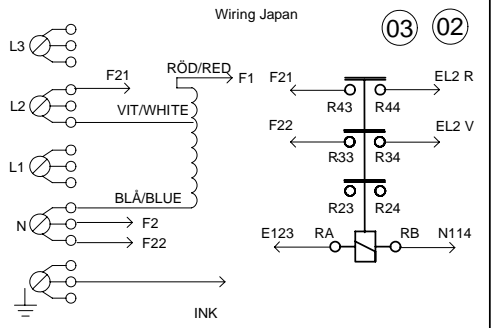 Wiring Japan
03 02
L3
F21
RÖD/RED
F1
L2
VIT/WHITE
L1
BLÅ/BLUE
N
F2
F22
INK
F21
EL2 R
R43 R44
F22
EL2 V
R33 R34
R23 R24
E123 RA RB N114